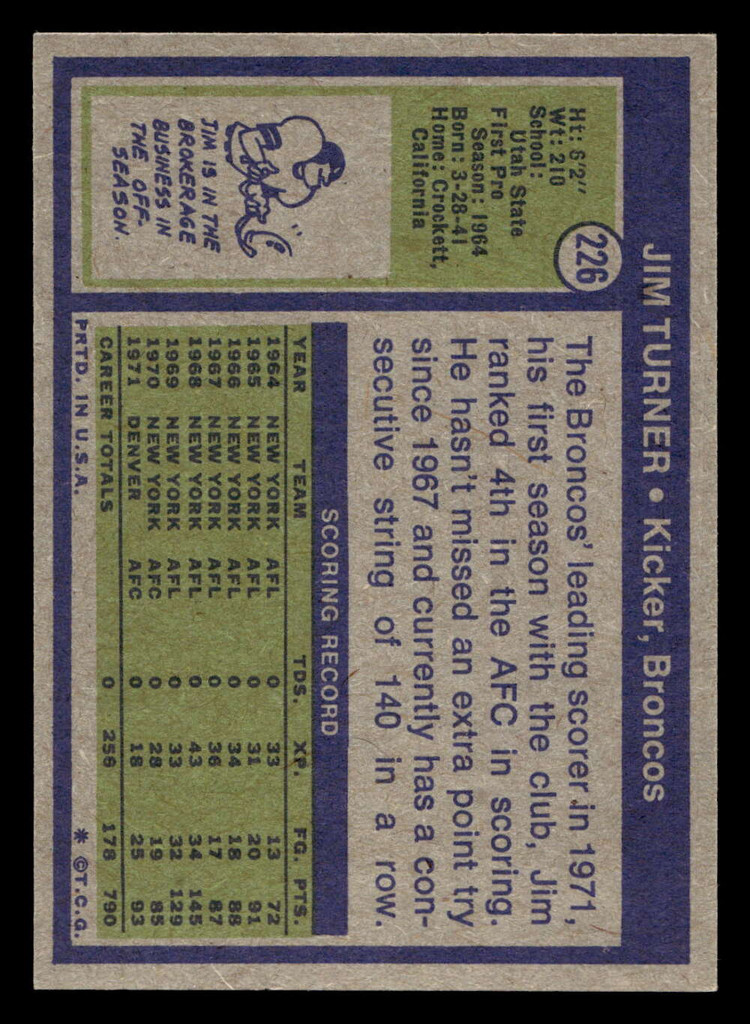 JIM TURNER • Kicker, Broncos
226
Ht: 6'2"
Wt: 210
School:
Utah State
First Pro
Season: 1964
Born: 3-28-41
Home: Crockett,
California
JIM IS IN THE
BROKERAGE
BUSINESS IN
THE OFF-
SEASON.
The Broncos' leading scorer in 1971,
his first season with the club, Jim
ranked 4th in the AFC in scoring.
He hasn't missed an extra point try
since 1967 and currently has a con-
secutive string of 140 in a row.
SCORING RECORD
YEAR TEAM TDS. XP. FG. PTS.
1964 NEW YORK AFL 0 33 13 72
1965 NEW YORK AFL 0 31 20 91
1966 NEW YORK AFL 0 34 18 88
1967 NEW YORK AFL 0 36 17 87
1968 NEW YORK AFL 0 43 34 145
1969 NEW YORK AFL 0 33 32 129
1970 NEW YORK AFC 0 28 19 85
1971 DENVER AFC 0 18 25 93
CAREER TOTALS 0 256 178 790
PRTD. IN U.S.A. * ©T.C.G.